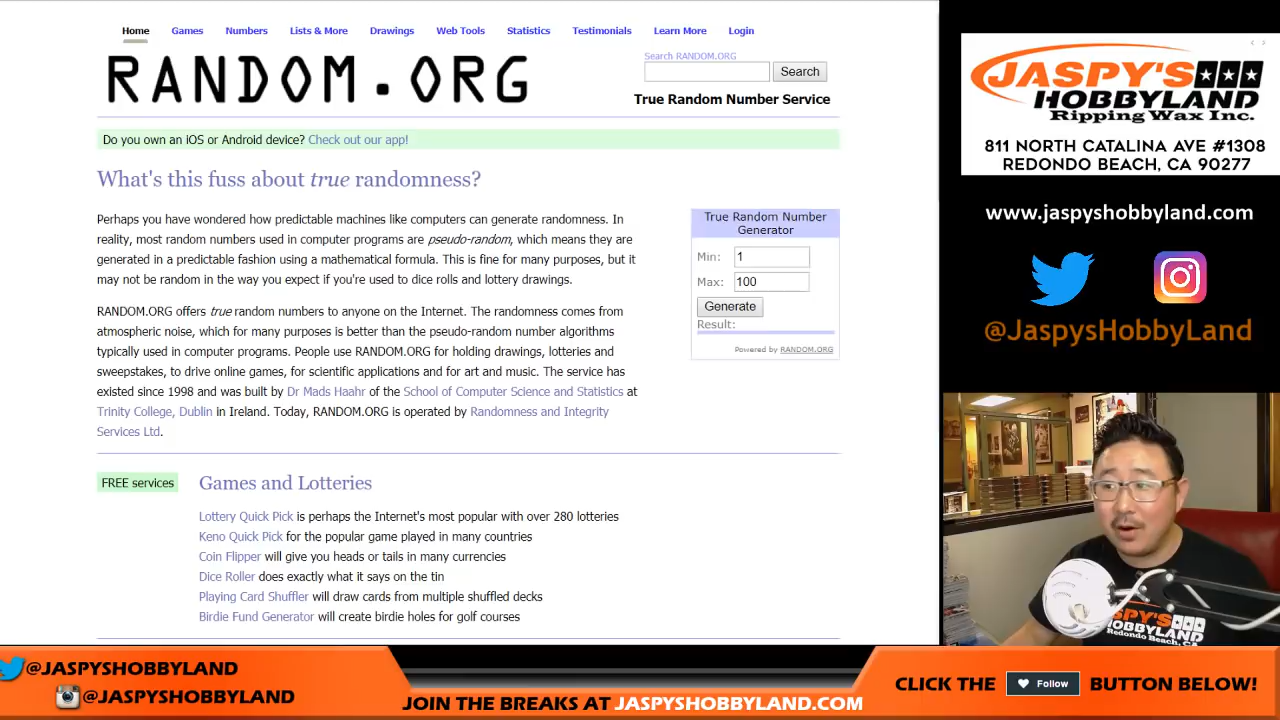 Home Games Numbers Lists & More Drawings Web Tools Statistics Testimonials Learn More Login
RANDOM.ORG
Search RANDOM.ORG
Search
True Random Number Service
Do you own an iOS or Android device? Check out our app!
What's this fuss about true randomness?
Perhaps you have wondered how predictable machines like computers can generate randomness. In
reality, most random numbers used in computer programs are pseudo-random, which means they are
generated in a predictable fashion using a mathematical formula. This is fine for many purposes, but it
may not be random in the way you expect if you're used to dice rolls and lottery drawings.
RANDOM.ORG offers true random numbers to anyone on the Internet. The randomness comes from
atmospheric noise, which for many purposes is better than the pseudo-random number algorithms
typically used in computer programs. People use RANDOM.ORG for holding drawings, lotteries and
sweepstakes, to drive online games, for scientific applications and for art and music. The service has
existed since 1998 and was built by Dr Mads Haahr of the School of Computer Science and Statistics at
Trinity College, Dublin in Ireland. Today, RANDOM.ORG is operated by Randomness and Integrity
Services Ltd.
True Random Number
Generator
Min: 1
Max: 100
Generate
Result:
Powered by RANDOM.ORG
FREE services
Games and Lotteries
Lottery Quick Pick is perhaps the Internet's most popular with over 280 lotteries
Keno Quick Pick for the popular game played in many countries
Coin Flipper will give you heads or tails in many currencies
Dice Roller does exactly what it says on the tin
Playing Card Shuffler will draw cards from multiple shuffled decks
Birdie Fund Generator will create birdie holes for golf courses
JASPY'S
HOBBYLAND
Ripping Wax Inc.
811 NORTH CATALINA AVE #1308
REDONDO BEACH, CA 90277
www.jaspyshobbyland.com
@JaspysHobbyLand
JASPY'S
HOBBYLAND
Redondo Beach, CA
@JASPYSHOBBYLAND
@JASPYSHOBBYLAND
JOIN THE BREAKS AT JASPYSHOBBYLAND.COM
CLICK THE Follow BUTTON BELOW!